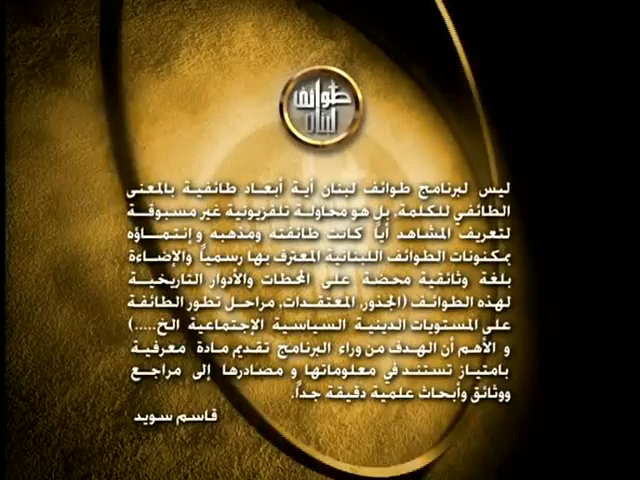 طوائف
لبنان
ليس لبرنامج طوائف لبنان أية أبعاد طائفية بالمعنى
الطائفي للكلمة, بل هو محاولة تلفزيونية غير مسبوقة
لتعريف المشاهد أياً كانت طائفته ومذهبه وإنتماؤه
بمكنونات الطوائف اللبنانية المعترف بها رسمياً والإضاءة
بلغة وثائقية محضة على المحطات والأدوار التاريخية
لهذه الطوائف (الجذور, المعتقدات, مراحل تطور الطائفة
على المستويات الدينية السياسية الإجتماعية الخ.....)
و الأهم أن الهدف من وراء البرنامج تقديم مادة معرفية
بامتياز تستند في معلوماتها و مصادرها إلى مراجع
ووثائق وأبحاث علمية دقيقة جداً.
قاسم سويد